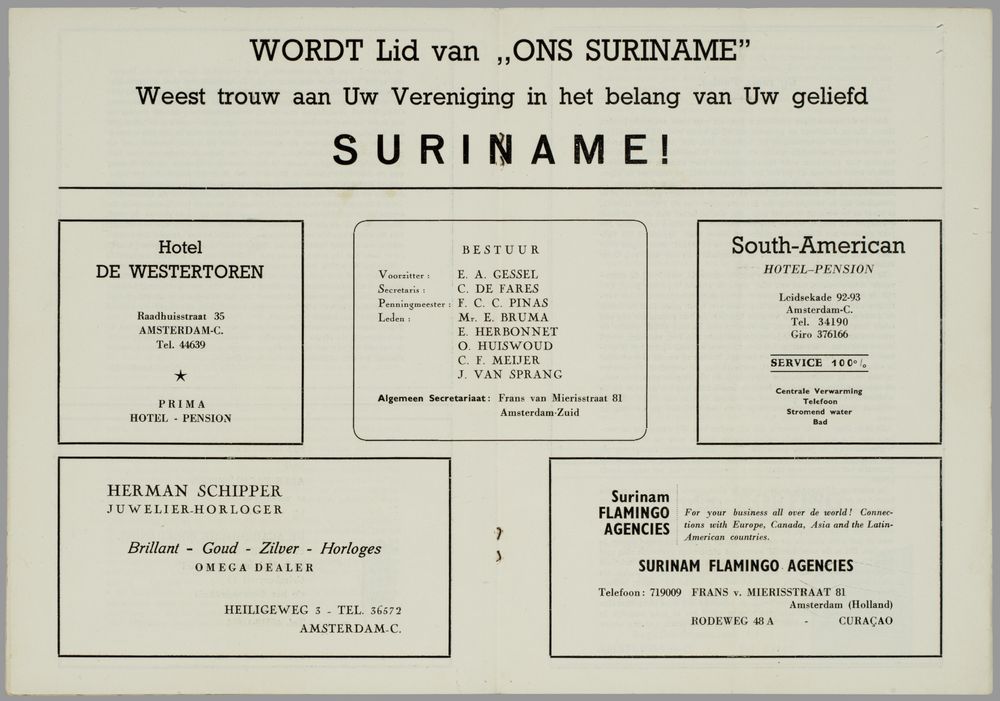 WORDT Lid van „ONS SURINAME”
Weest trouw aan Uw Vereniging in het belang van Uw geliefd
SURINAME!
Hotel
DE WESTERTOREN
Raadhuisstraat 35
AMSTERDAM-C.
Tel. 44639
★
PRIMA
HOTEL - PENSION
BESTUUR
Voorzitter : E. A. GESSEL
Secretaris : C. DE FARES
Penningmeester : F. C. C. PINAS
Leden : Mr. E. BRUMA
E. HERBONNET
O. HUISWOUD
C. F. MEIJER
J. VAN SPRANG
Algemeen Secretariaat : Frans van Mierisstraat 81
Amsterdam-Zuid
South-American
HOTEL-PENSION
Leidsekade 92-93
Amsterdam-C.
Tel. 34190
Giro 376166
SERVICE 100%
Centrale Verwarming
Telefoon
Stromend water
Bad
HERMAN SCHIPPER
JUWELIER-HORLOGER
Brillant - Goud - Zilver - Horloges
OMEGA DEALER
HEILIGEWEG 3 - TEL. 36572
AMSTERDAM-C.
Surinam
FLAMINGO
AGENCIES
For your business all over de world! Connec-
tions with Europe, Canada, Asia and the Latin-
American countries.
SURINAM FLAMINGO AGENCIES
Telefoon : 719009 FRANS v. MIERISSTRAAT 81
Amsterdam (Holland)
RODEWEG 48 A - CURAÇAO